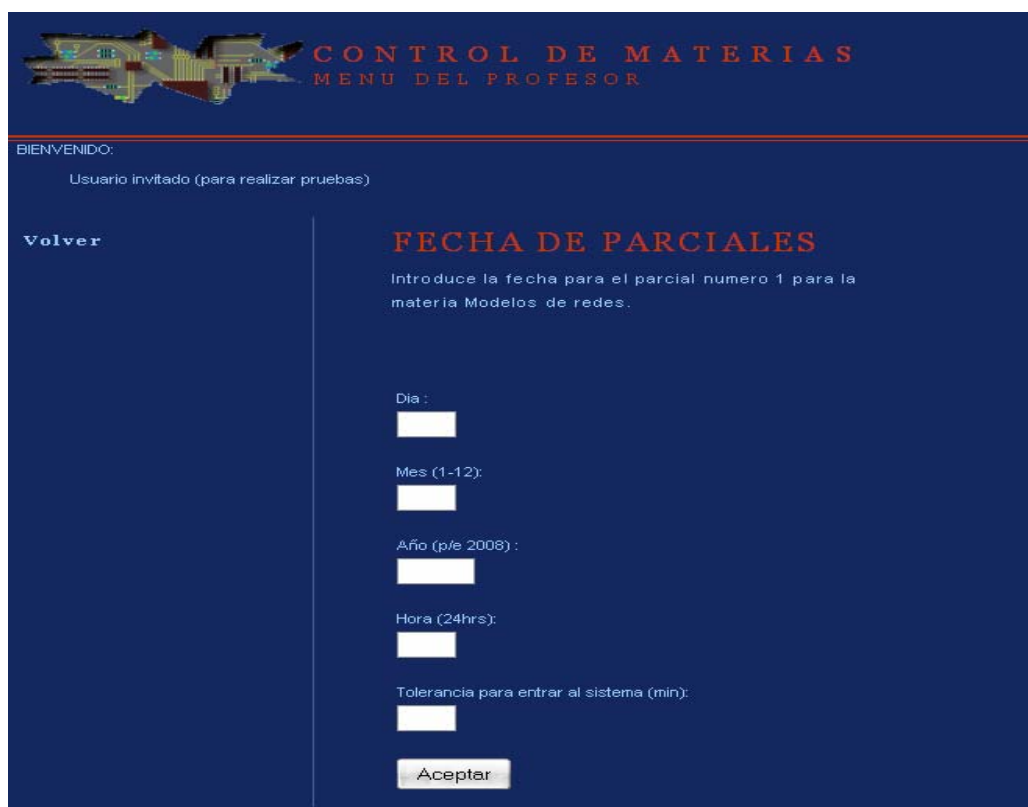 CONTROL DE MATERIAS
MENU DEL PROFESOR
BIENVENIDO:
Usuario invitado (para realizar pruebas)
Volver
FECHA DE PARCIALES
Introduce la fecha para el parcial numero 1 para la
materia Modelos de redes.
Dia :
Mes (1-12):
Año (p/e 2008) :
Hora (24hrs):
Tolerancia para entrar al sistema (min):
Aceptar